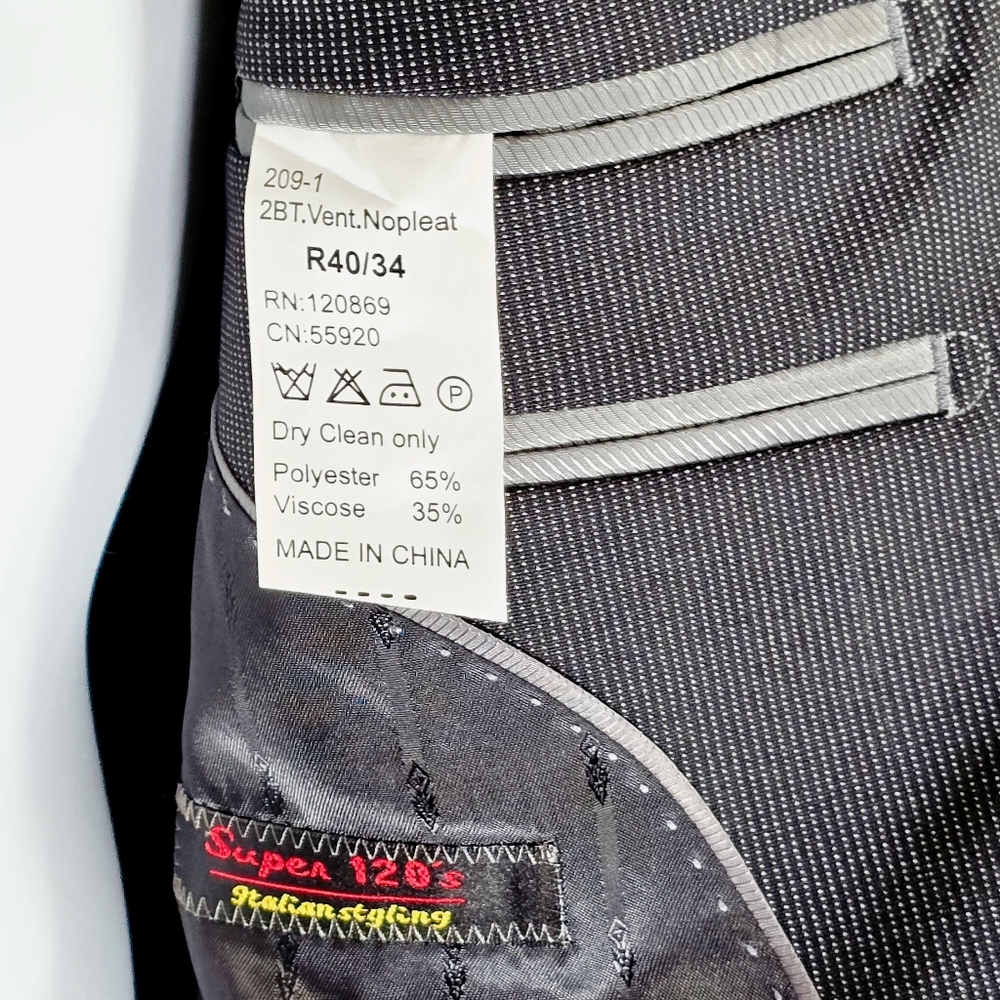 209-1
2BT.Vent.Nopleat
R40/34
RN:120869
CN:55920
P
Dry Clean only
Polyester 65%
Viscose 35%
MADE IN CHINA
Super 120's
Italian styling